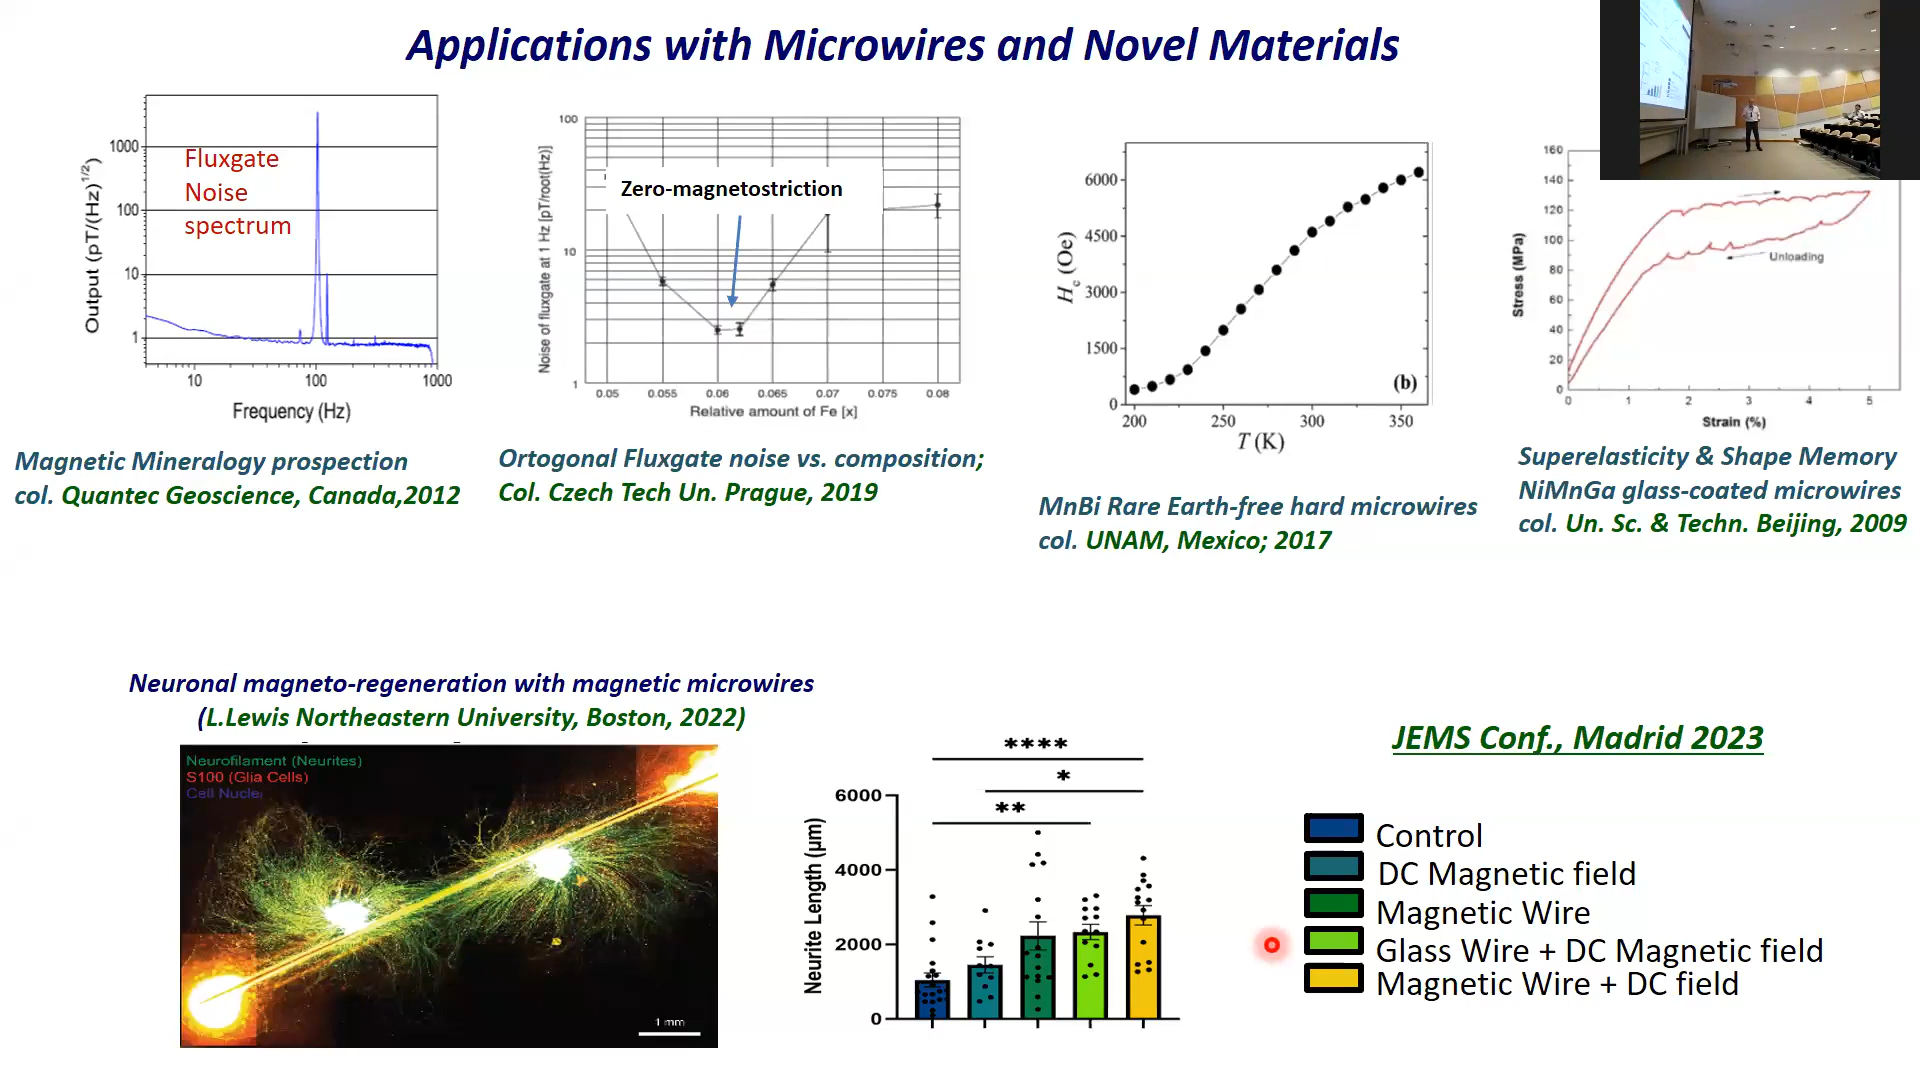 Applications with Microwires and Novel Materials
Output (pT/(Hz)^1/2)
1000
100
10
1
Fluxgate
Noise
spectrum
10
100
1000
Frequency (Hz)
Magnetic Mineralogy prospection
col. Quantec Geoscience, Canada,2012
Noise of fluxgate at 1 Hz [pT/root(Hz)]
100
10
1
Zero-magnetostriction
0.05
0.055
0.06
0.065
0.07
0.075
0.08
Relative amount of Fe [x]
Ortogonal Fluxgate noise vs. composition;
Col. Czech Tech Un. Prague, 2019
Hc (Oe)
6000
4500
3000
1500
0
(b)
200
250
300
350
T (K)
MnBi Rare Earth-free hard microwires
col. UNAM, Mexico; 2017
Stress (MPa)
160
140
120
100
80
60
40
20
0
Unloading
0
1
2
3
4
5
Strain (%)
Superelasticity & Shape Memory
NiMnGa glass-coated microwires
col. Un. Sc. & Techn. Beijing, 2009
Neuronal magneto-regeneration with magnetic microwires
(L.Lewis Northeastern University, Boston, 2022)
Neurofilament (Neurites)
S100 (Glia Cells)
Cell Nuclei
1 mm
Neurite Length (µm)
6000
4000
2000
0
****
*
**
JEMS Conf., Madrid 2023
Control
DC Magnetic field
Magnetic Wire
Glass Wire + DC Magnetic field
Magnetic Wire + DC field